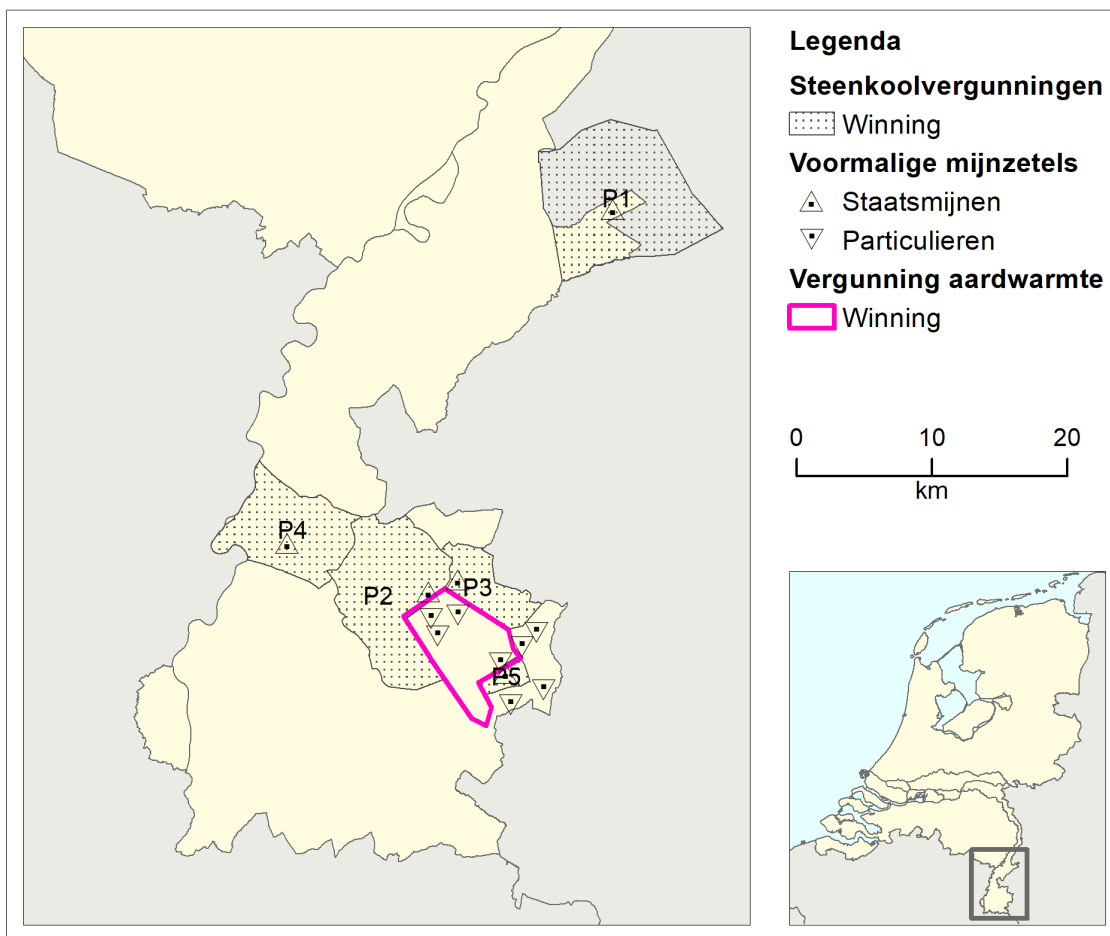 P1
P4
P2
P3
P5
Legenda
Steenkoolvergunningen
Winning
Voormalige mijnzetels
Staatsmijnen
Particulieren
Vergunning aardwarmte
Winning
0 10 20
km